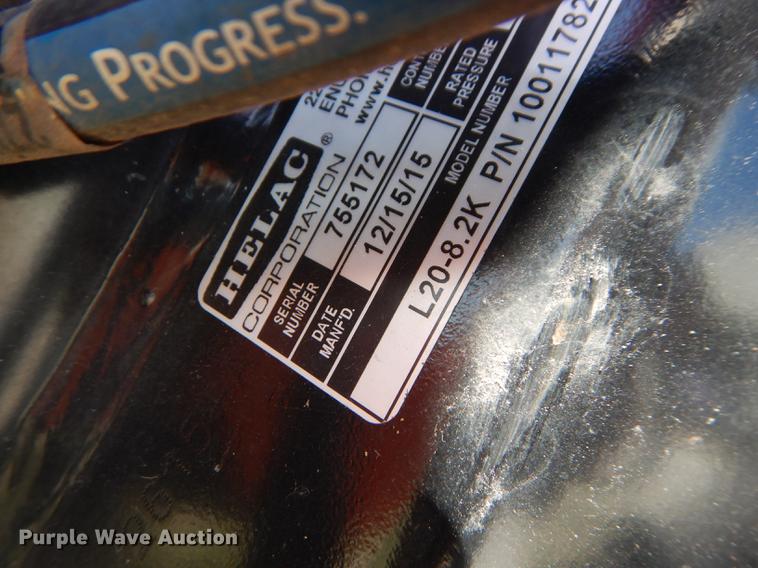 NG PROGRESS.
HELAC ®
CORPORATION
SERIAL NUMBER 755172
DATE MANF'D. 12/15/15
RATED PRESSURE
MODEL NUMBER
L20-8.2K P/N 10011782
Purple Wave Auction